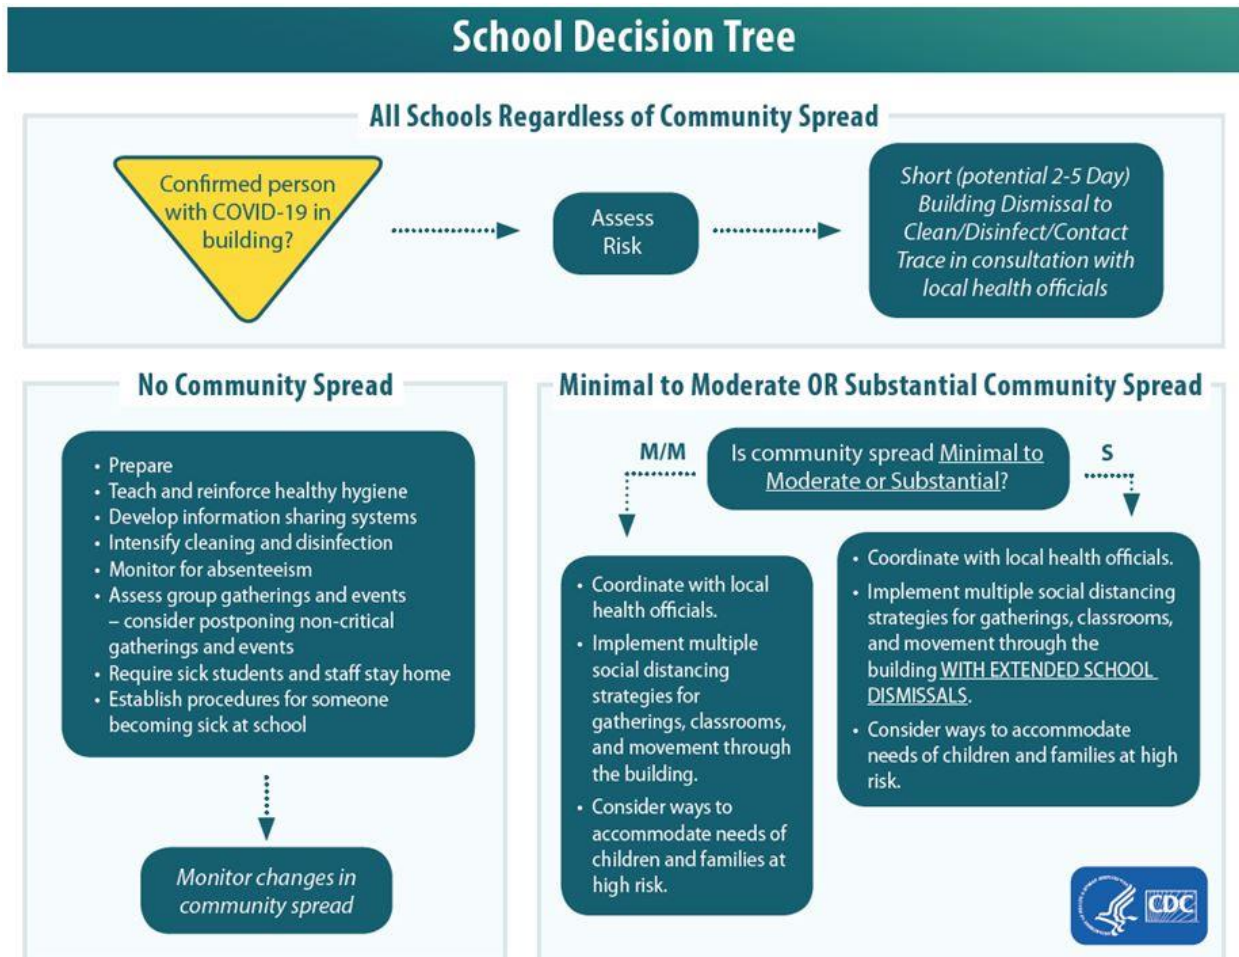 School Decision Tree
All Schools Regardless of Community Spread
Confirmed person
with COVID-19 in
building?
Assess
Risk
Short (potential 2-5 Day)
Building Dismissal to
Clean/Disinfect/Contact
Trace in consultation with
local health officials
No Community Spread
• Prepare
• Teach and reinforce healthy hygiene
• Develop information sharing systems
• Intensify cleaning and disinfection
• Monitor for absenteeism
• Assess group gatherings and events
– consider postponing non-critical
gatherings and events
• Require sick students and staff stay home
• Establish procedures for someone
becoming sick at school
Monitor changes in
community spread
Minimal to Moderate OR Substantial Community Spread
Is community spread Minimal to
Moderate or Substantial?
M/M
• Coordinate with local
health officials.
• Implement multiple
social distancing
strategies for
gatherings, classrooms,
and movement through
the building.
• Consider ways to
accommodate needs of
children and families at
high risk.
S
• Coordinate with local health officials.
• Implement multiple social distancing
strategies for gatherings, classrooms,
and movement through the
building WITH EXTENDED SCHOOL
DISMISSALS.
• Consider ways to accommodate
needs of children and families at high
risk.
CDC